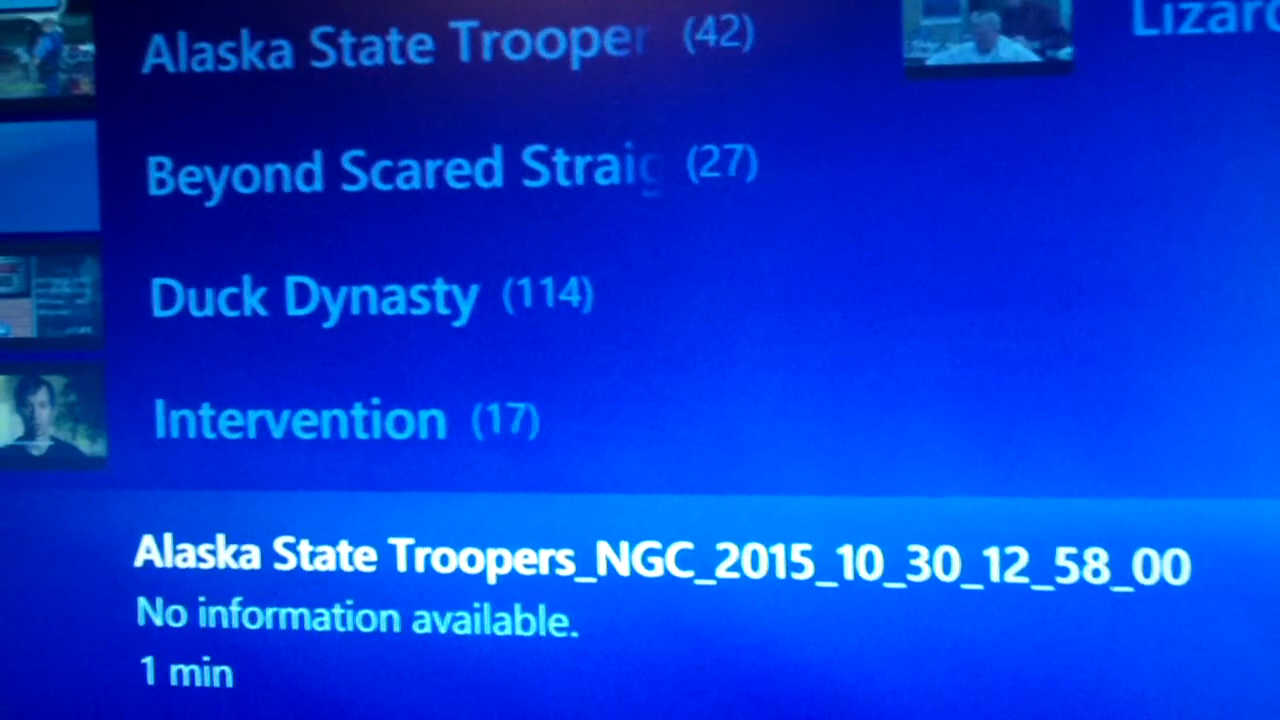 Alaska State Trooper (42)
Lizard
Beyond Scared Straig (27)
Duck Dynasty (114)
Intervention (17)
Alaska State Troopers_NGC_2015_10_30_12_58_00
No information available.
1 min